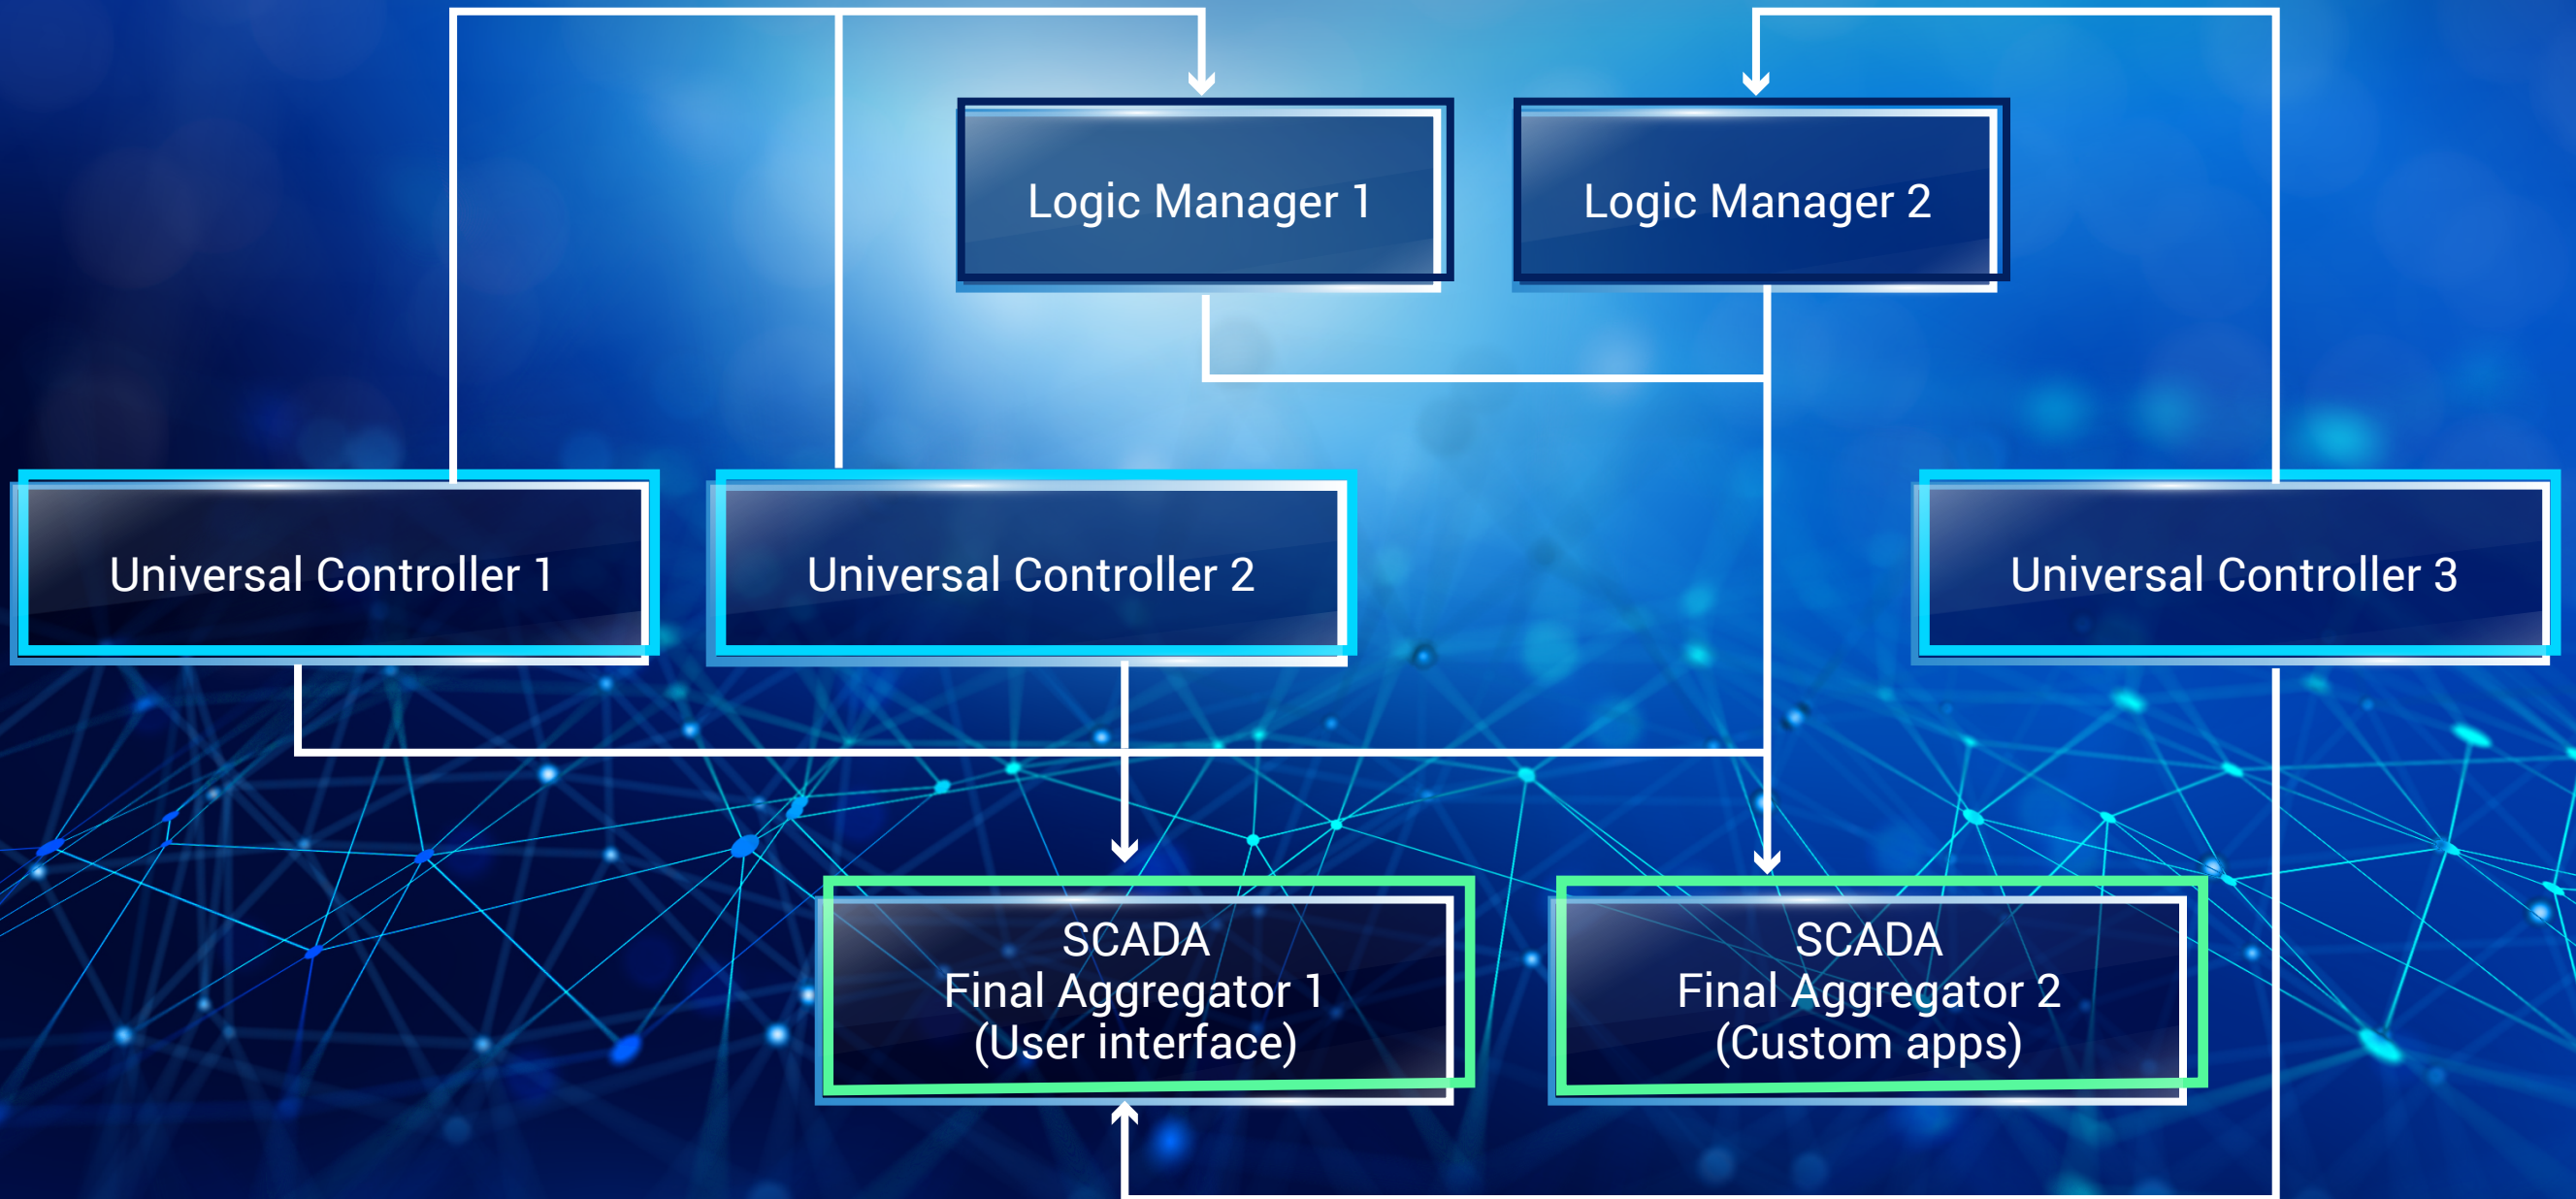 Logic Manager 1
Logic Manager 2
Universal Controller 1
Universal Controller 2
Universal Controller 3
SCADA
Final Aggregator 1
(User interface)
SCADA
Final Aggregator 2
(Custom apps)